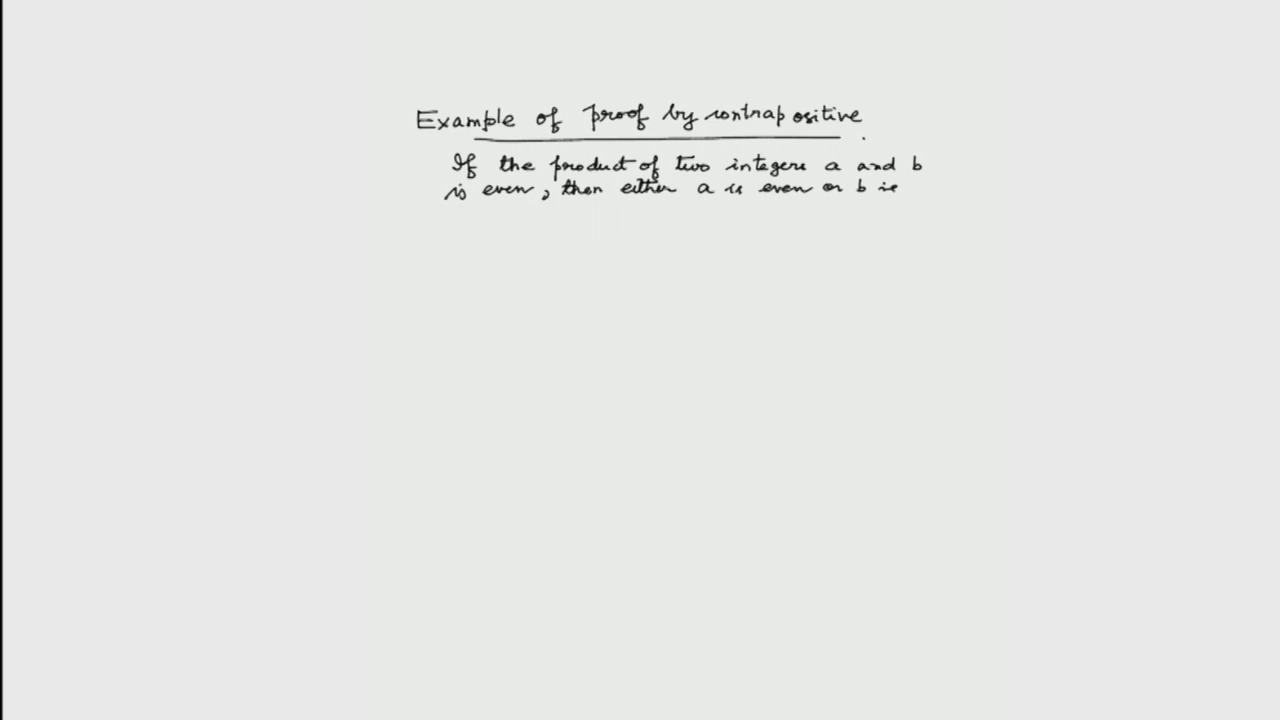 Example of proof by contrapositive
If the product of two integers a and b
is even, then either a is even or b is